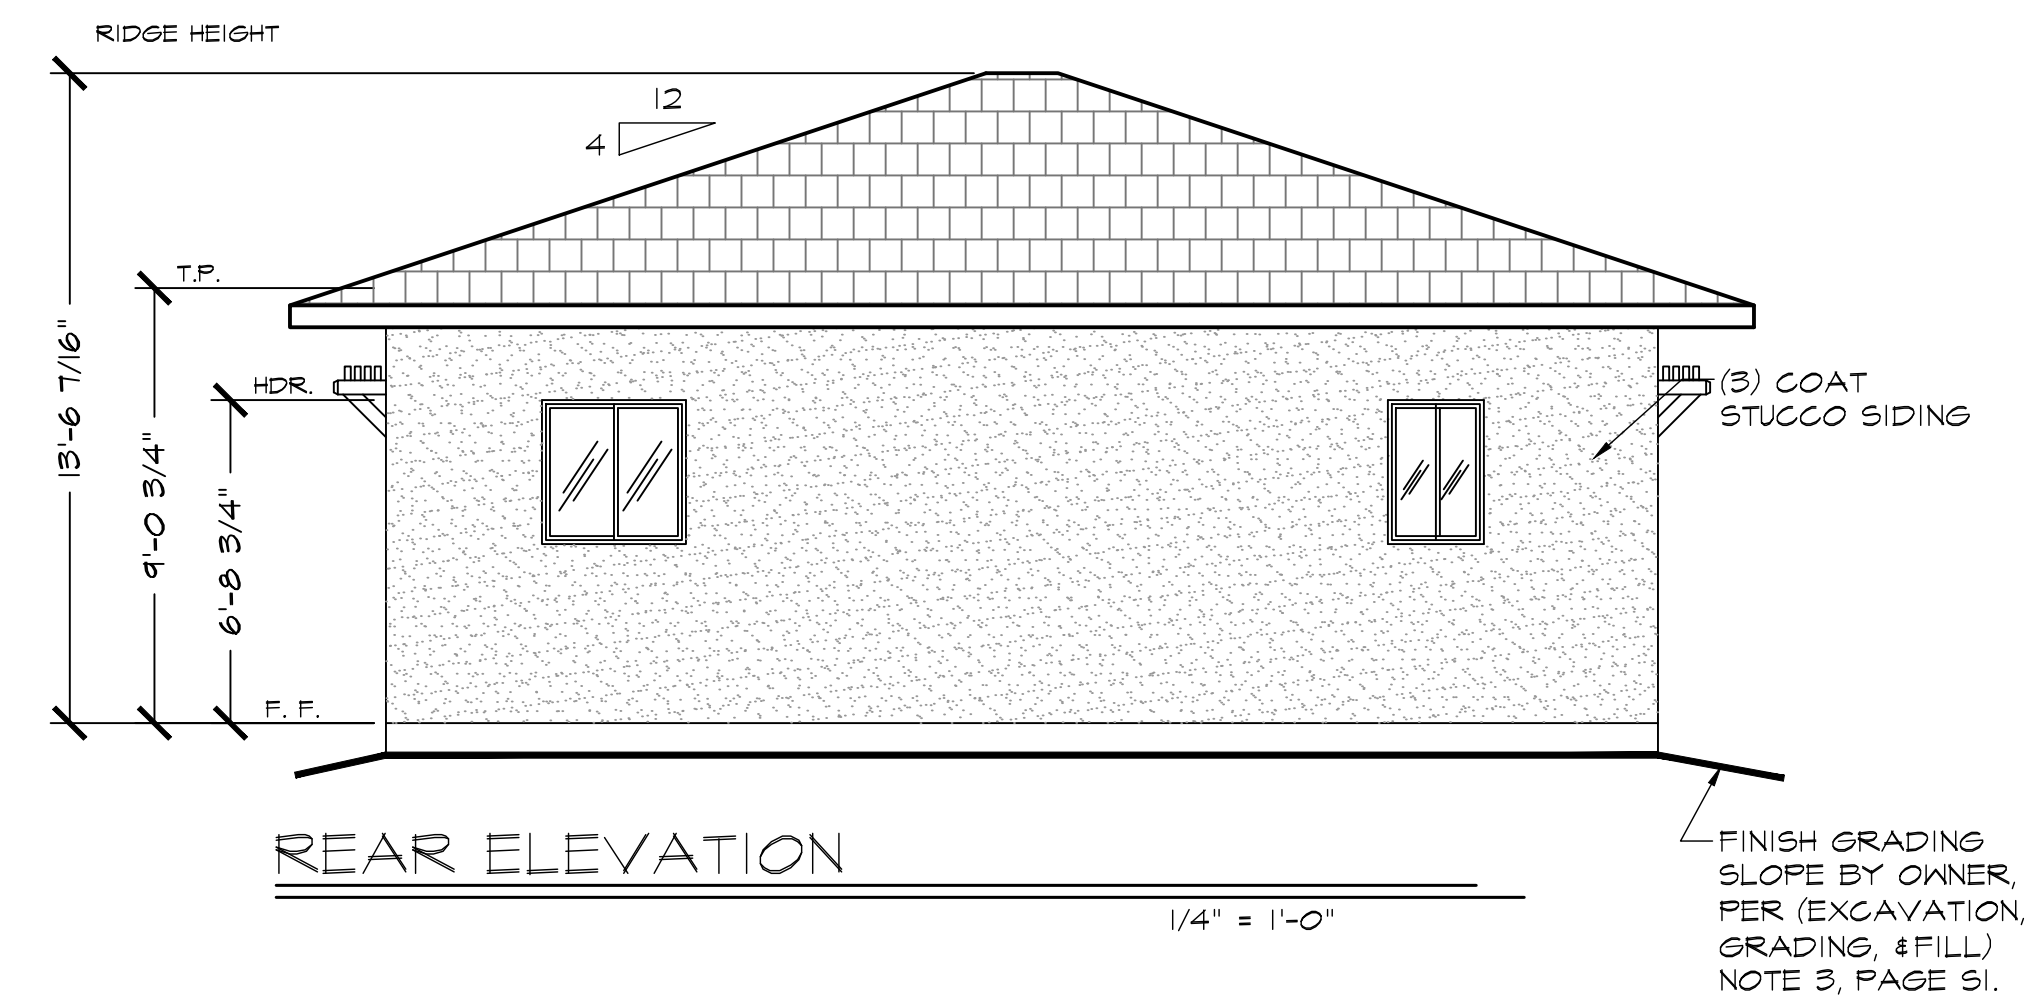 RIDGE HEIGHT
12
4
T.P.
HDR.
F. F.
13'-6 7/16"
9'-0 3/4"
6'-8 3/4"
(3) COAT
STUCCO SIDING
REAR ELEVATION
1/4" = 1'-0"
FINISH GRADING
SLOPE BY OWNER,
PER (EXCAVATION,
GRADING, &FILL)
NOTE 3, PAGE S1.